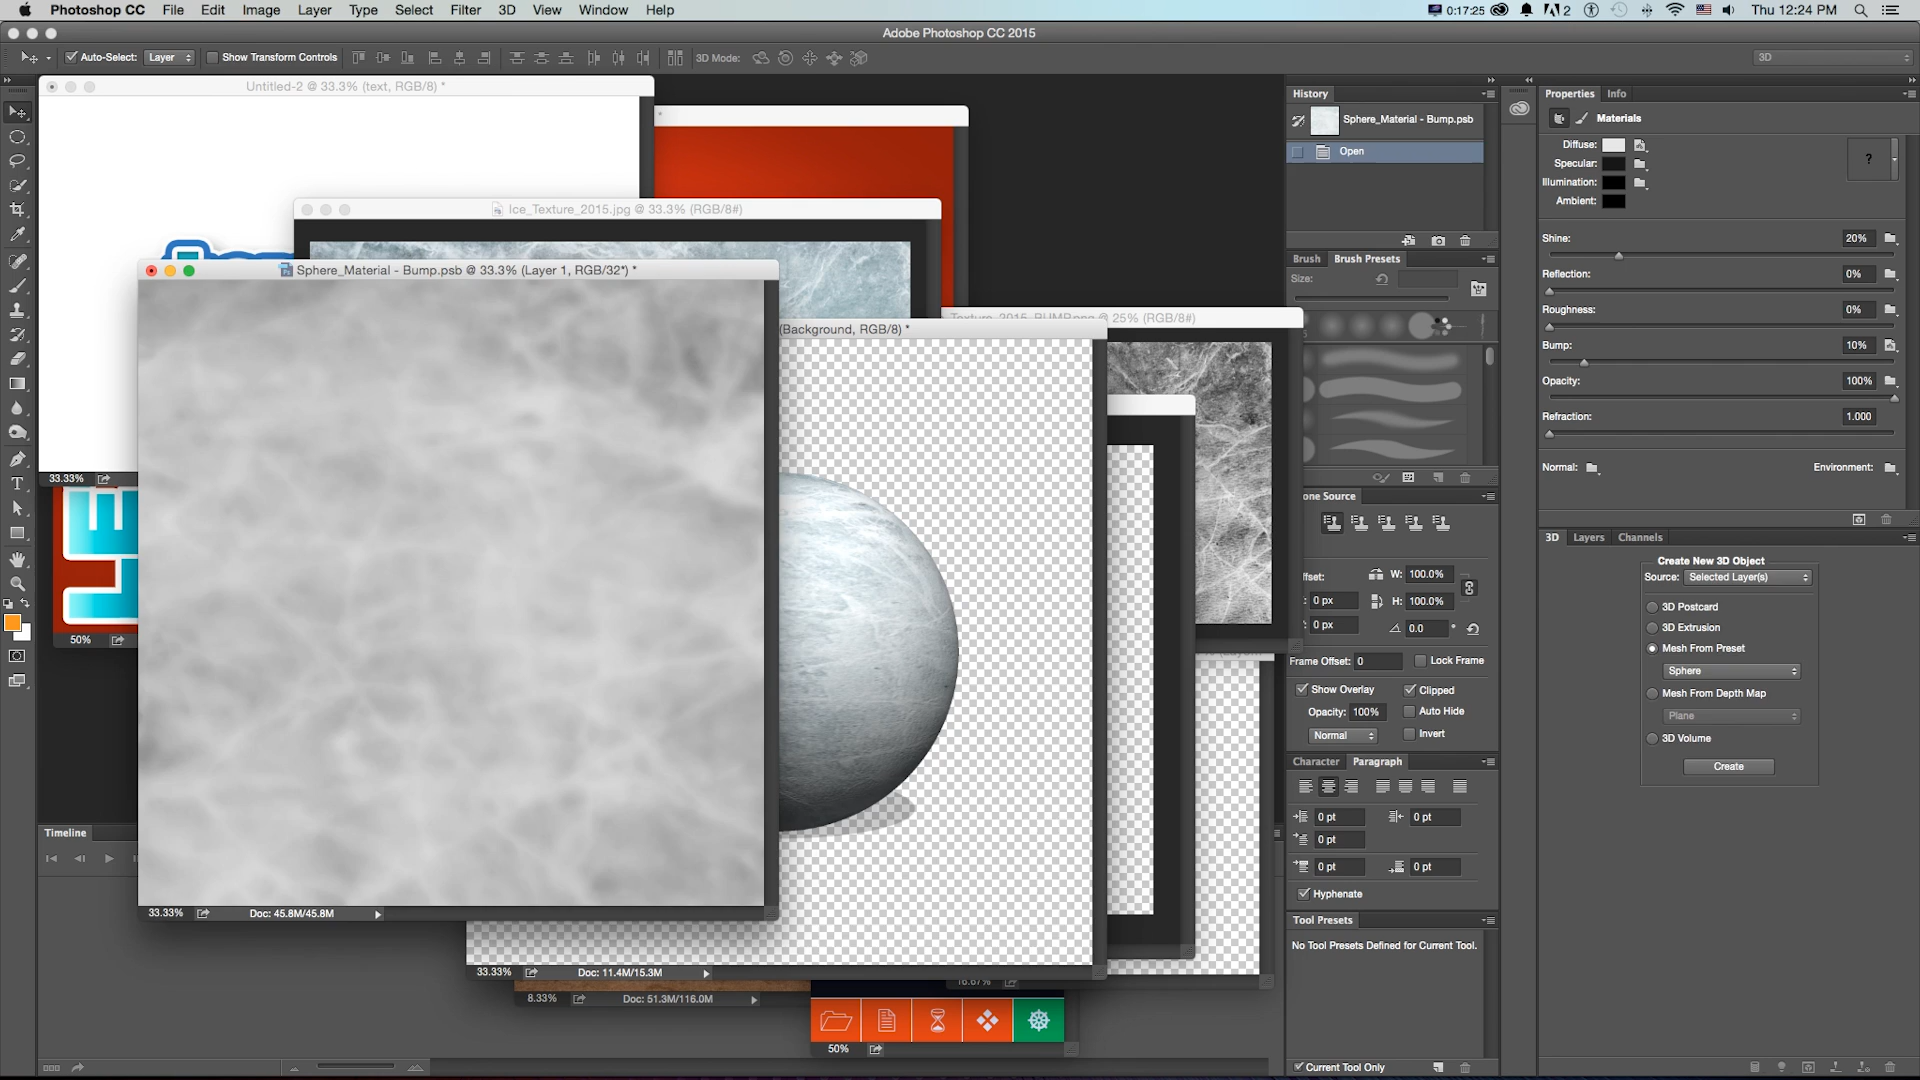 Photoshop CC File Edit Image Layer Type Select Filter 3D View Window Help 0:17:25 2 Thu 12:24 PM
Adobe Photoshop CC 2015
Auto-Select: Layer Show Transform Controls 3D Mode: 3D
Untitled-2 @ 33.3% (text, RGB/8) *
*
Ice_Texture_2015.jpg @ 33.3% (RGB/8#)
Sphere_Material - Bump.psb @ 33.3% (Layer 1, RGB/32*) *
Texture_2015_BUMP.png @ 25% (RGB/8#)
(Background, RGB/8) *
33.33%
50%
33.33% Doc: 45.8M/45.8M
33.33% Doc: 11.4M/15.3M
8.33% Doc: 51.3M/116.0M
16.67%
50%
Timeline
History
Sphere_Material - Bump.psb
Open
Brush Brush Presets
Size:
one Source
ffset: W: 100.0%
0 px H: 100.0%
0 px 0.0 °
Frame Offset: 0 Lock Frame
Show Overlay Clipped
Opacity: 100% Auto Hide
Normal Invert
Character Paragraph
0 pt 0 pt
0 pt
0 pt 0 pt
Hyphenate
Tool Presets
No Tool Presets Defined for Current Tool.
Current Tool Only
Properties Info
Materials
Diffuse:
Specular:
Illumination:
Ambient:
?
Shine: 20%
Reflection: 0%
Roughness: 0%
Bump: 10%
Opacity: 100%
Refraction: 1.000
Normal: Environment:
3D Layers Channels
Create New 3D Object
Source: Selected Layer(s)
3D Postcard
3D Extrusion
Mesh From Preset
Sphere
Mesh From Depth Map
Plane
3D Volume
Create